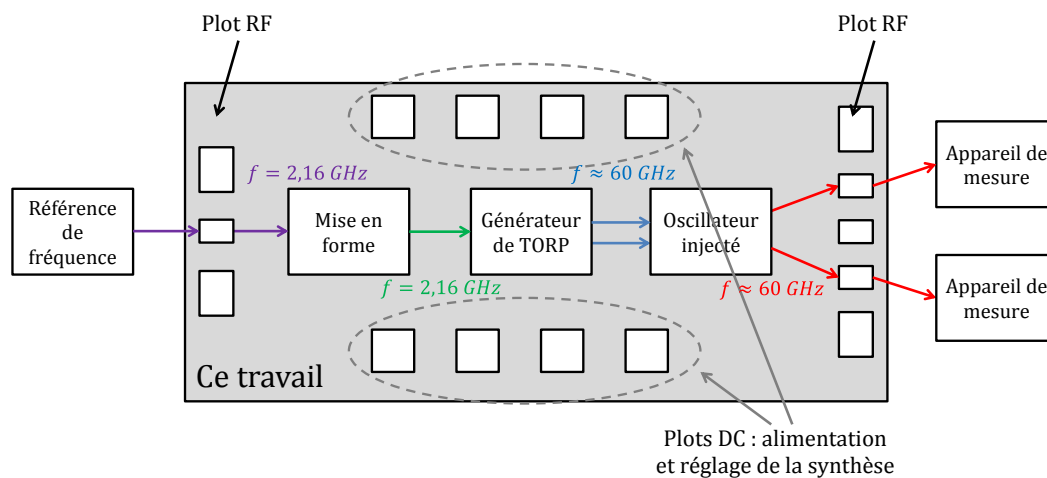 Plot RF
Plot RF
f = 2,16 GHz
f ≈ 60 GHz
Référence
de
fréquence
Mise en
forme
Générateur
de TORP
Oscillateur
injecté
Appareil de
mesure
f = 2,16 GHz
f ≈ 60 GHz
Appareil de
mesure
Ce travail
Plots DC : alimentation
et réglage de la synthèse